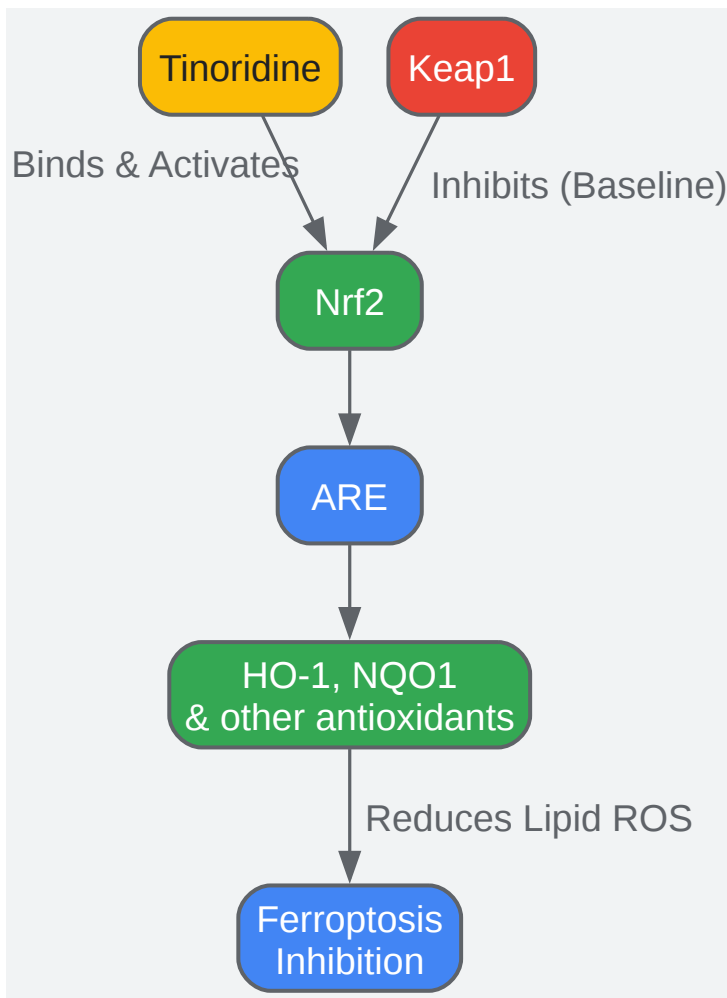 Tinoridine
Keap1
Binds & Activates
Inhibits (Baseline)
Nrf2
ARE
HO-1, NQO1
& other antioxidants
Reduces Lipid ROS
Ferroptosis
Inhibition